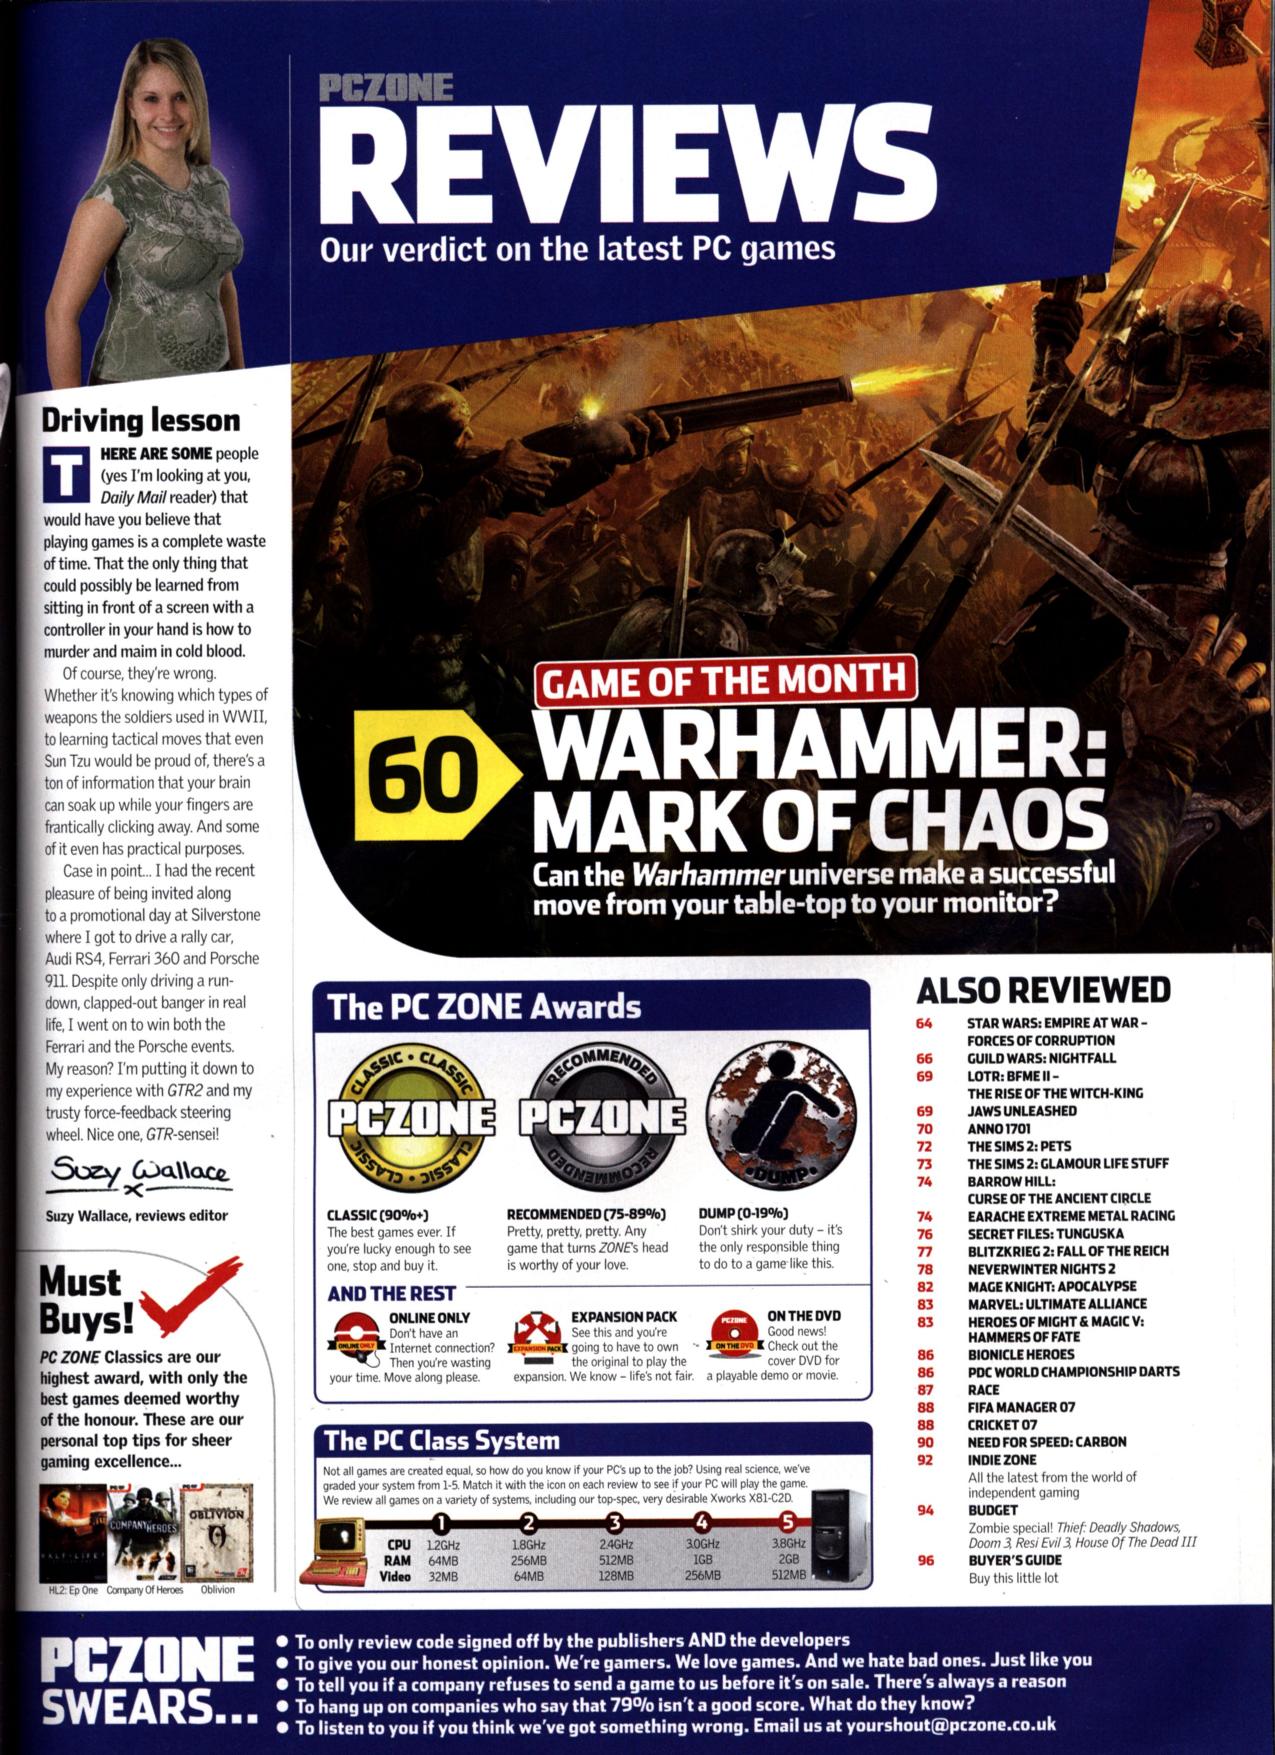 PCZONE
REVIEWS
Our verdict on the latest PC games
Driving lesson
THERE ARE SOME people
(yes I'm looking at you,
Daily Mail reader) that
would have you believe that
playing games is a complete waste
of time. That the only thing that
could possibly be learned from
sitting in front of a screen with a
controller in your hand is how to
murder and maim in cold blood.
Of course, they're wrong.
Whether it's knowing which types of
weapons the soldiers used in WWII,
to learning tactical moves that even
Sun Tzu would be proud of, there's a
ton of information that your brain
can soak up while your fingers are
frantically clicking away. And some
of it even has practical purposes.
Case in point... I had the recent
pleasure of being invited along
to a promotional day at Silverstone
where I got to drive a rally car,
Audi RS4, Ferrari 360 and Porsche
911. Despite only driving a run-
down, clapped-out banger in real
life, I went on to win both the
Ferrari and the Porsche events.
My reason? I'm putting it down to
my experience with GTR2 and my
trusty force-feedback steering
wheel. Nice one, GTR-sensei!
Suzy Wallace
x
Suzy Wallace, reviews editor
Must
Buys!
PC ZONE Classics are our
highest award, with only the
best games deemed worthy
of the honour. These are our
personal top tips for sheer
gaming excellence...
HALF-LIFE
COMPANY OF HEROES
OBLIVION
HL2: Ep One
Company Of Heroes
Oblivion
GAME OF THE MONTH
60
WARHAMMER:
MARK OF CHAOS
Can the Warhammer universe make a successful
move from your table-top to your monitor?
The PC ZONE Awards
CLASSIC • CLASSIC
PCZONE
CLASSIC • CLASSIC
RECOMMENDED
PCZONE
RECOMMENDED
•DUMP•
CLASSIC (90%+)
The best games ever. If
you're lucky enough to see
one, stop and buy it.
RECOMMENDED (75-89%)
Pretty, pretty, pretty. Any
game that turns ZONE's head
is worthy of your love.
DUMP (0-19%)
Don't shirk your duty – it's
the only responsible thing
to do to a game like this.
AND THE REST
ONLINE ONLY
ONLINE ONLY
Don't have an
Internet connection?
Then you're wasting
your time. Move along please.
EXPANSION PACK
EXPANSION PACK
See this and you're
going to have to own
the original to play the
expansion. We know – life's not fair.
PCZONE
ON THE DVD
ON THE DVD
Good news!
Check out the
cover DVD for
a playable demo or movie.
The PC Class System
Not all games are created equal, so how do you know if your PC's up to the job? Using real science, we've
graded your system from 1-5. Match it with the icon on each review to see if your PC will play the game.
We review all games on a variety of systems, including our top-spec, very desirable Xworks X81-C2D.
1 2 3 4 5
CPU 1.2GHz 1.8GHz 2.4GHz 3.0GHz 3.8GHz
RAM 64MB 256MB 512MB 1GB 2GB
Video 32MB 64MB 128MB 256MB 512MB
ALSO REVIEWED
64 STAR WARS: EMPIRE AT WAR –
FORCES OF CORRUPTION
66 GUILD WARS: NIGHTFALL
69 LOTR: BFME II –
THE RISE OF THE WITCH-KING
69 JAWS UNLEASHED
70 ANNO 1701
72 THE SIMS 2: PETS
73 THE SIMS 2: GLAMOUR LIFE STUFF
74 BARROW HILL:
CURSE OF THE ANCIENT CIRCLE
74 EARACHE EXTREME METAL RACING
76 SECRET FILES: TUNGUSKA
77 BLITZKRIEG 2: FALL OF THE REICH
78 NEVERWINTER NIGHTS 2
82 MAGE KNIGHT: APOCALYPSE
83 MARVEL: ULTIMATE ALLIANCE
83 HEROES OF MIGHT & MAGIC V:
HAMMERS OF FATE
86 BIONICLE HEROES
86 PDC WORLD CHAMPIONSHIP DARTS
87 RACE
88 FIFA MANAGER 07
88 CRICKET 07
90 NEED FOR SPEED: CARBON
92 INDIE ZONE
All the latest from the world of
independent gaming
94 BUDGET
Zombie special! Thief: Deadly Shadows,
Doom 3, Resi Evil 3, House Of The Dead III
96 BUYER'S GUIDE
Buy this little lot
PCZONE
SWEARS...
• To only review code signed off by the publishers AND the developers
• To give you our honest opinion. We're gamers. We love games. And we hate bad ones. Just like you
• To tell you if a company refuses to send a game to us before it's on sale. There's always a reason
• To hang up on companies who say that 79% isn't a good score. What do they know?
• To listen to you if you think we've got something wrong. Email us at yourshout@pczone.co.uk